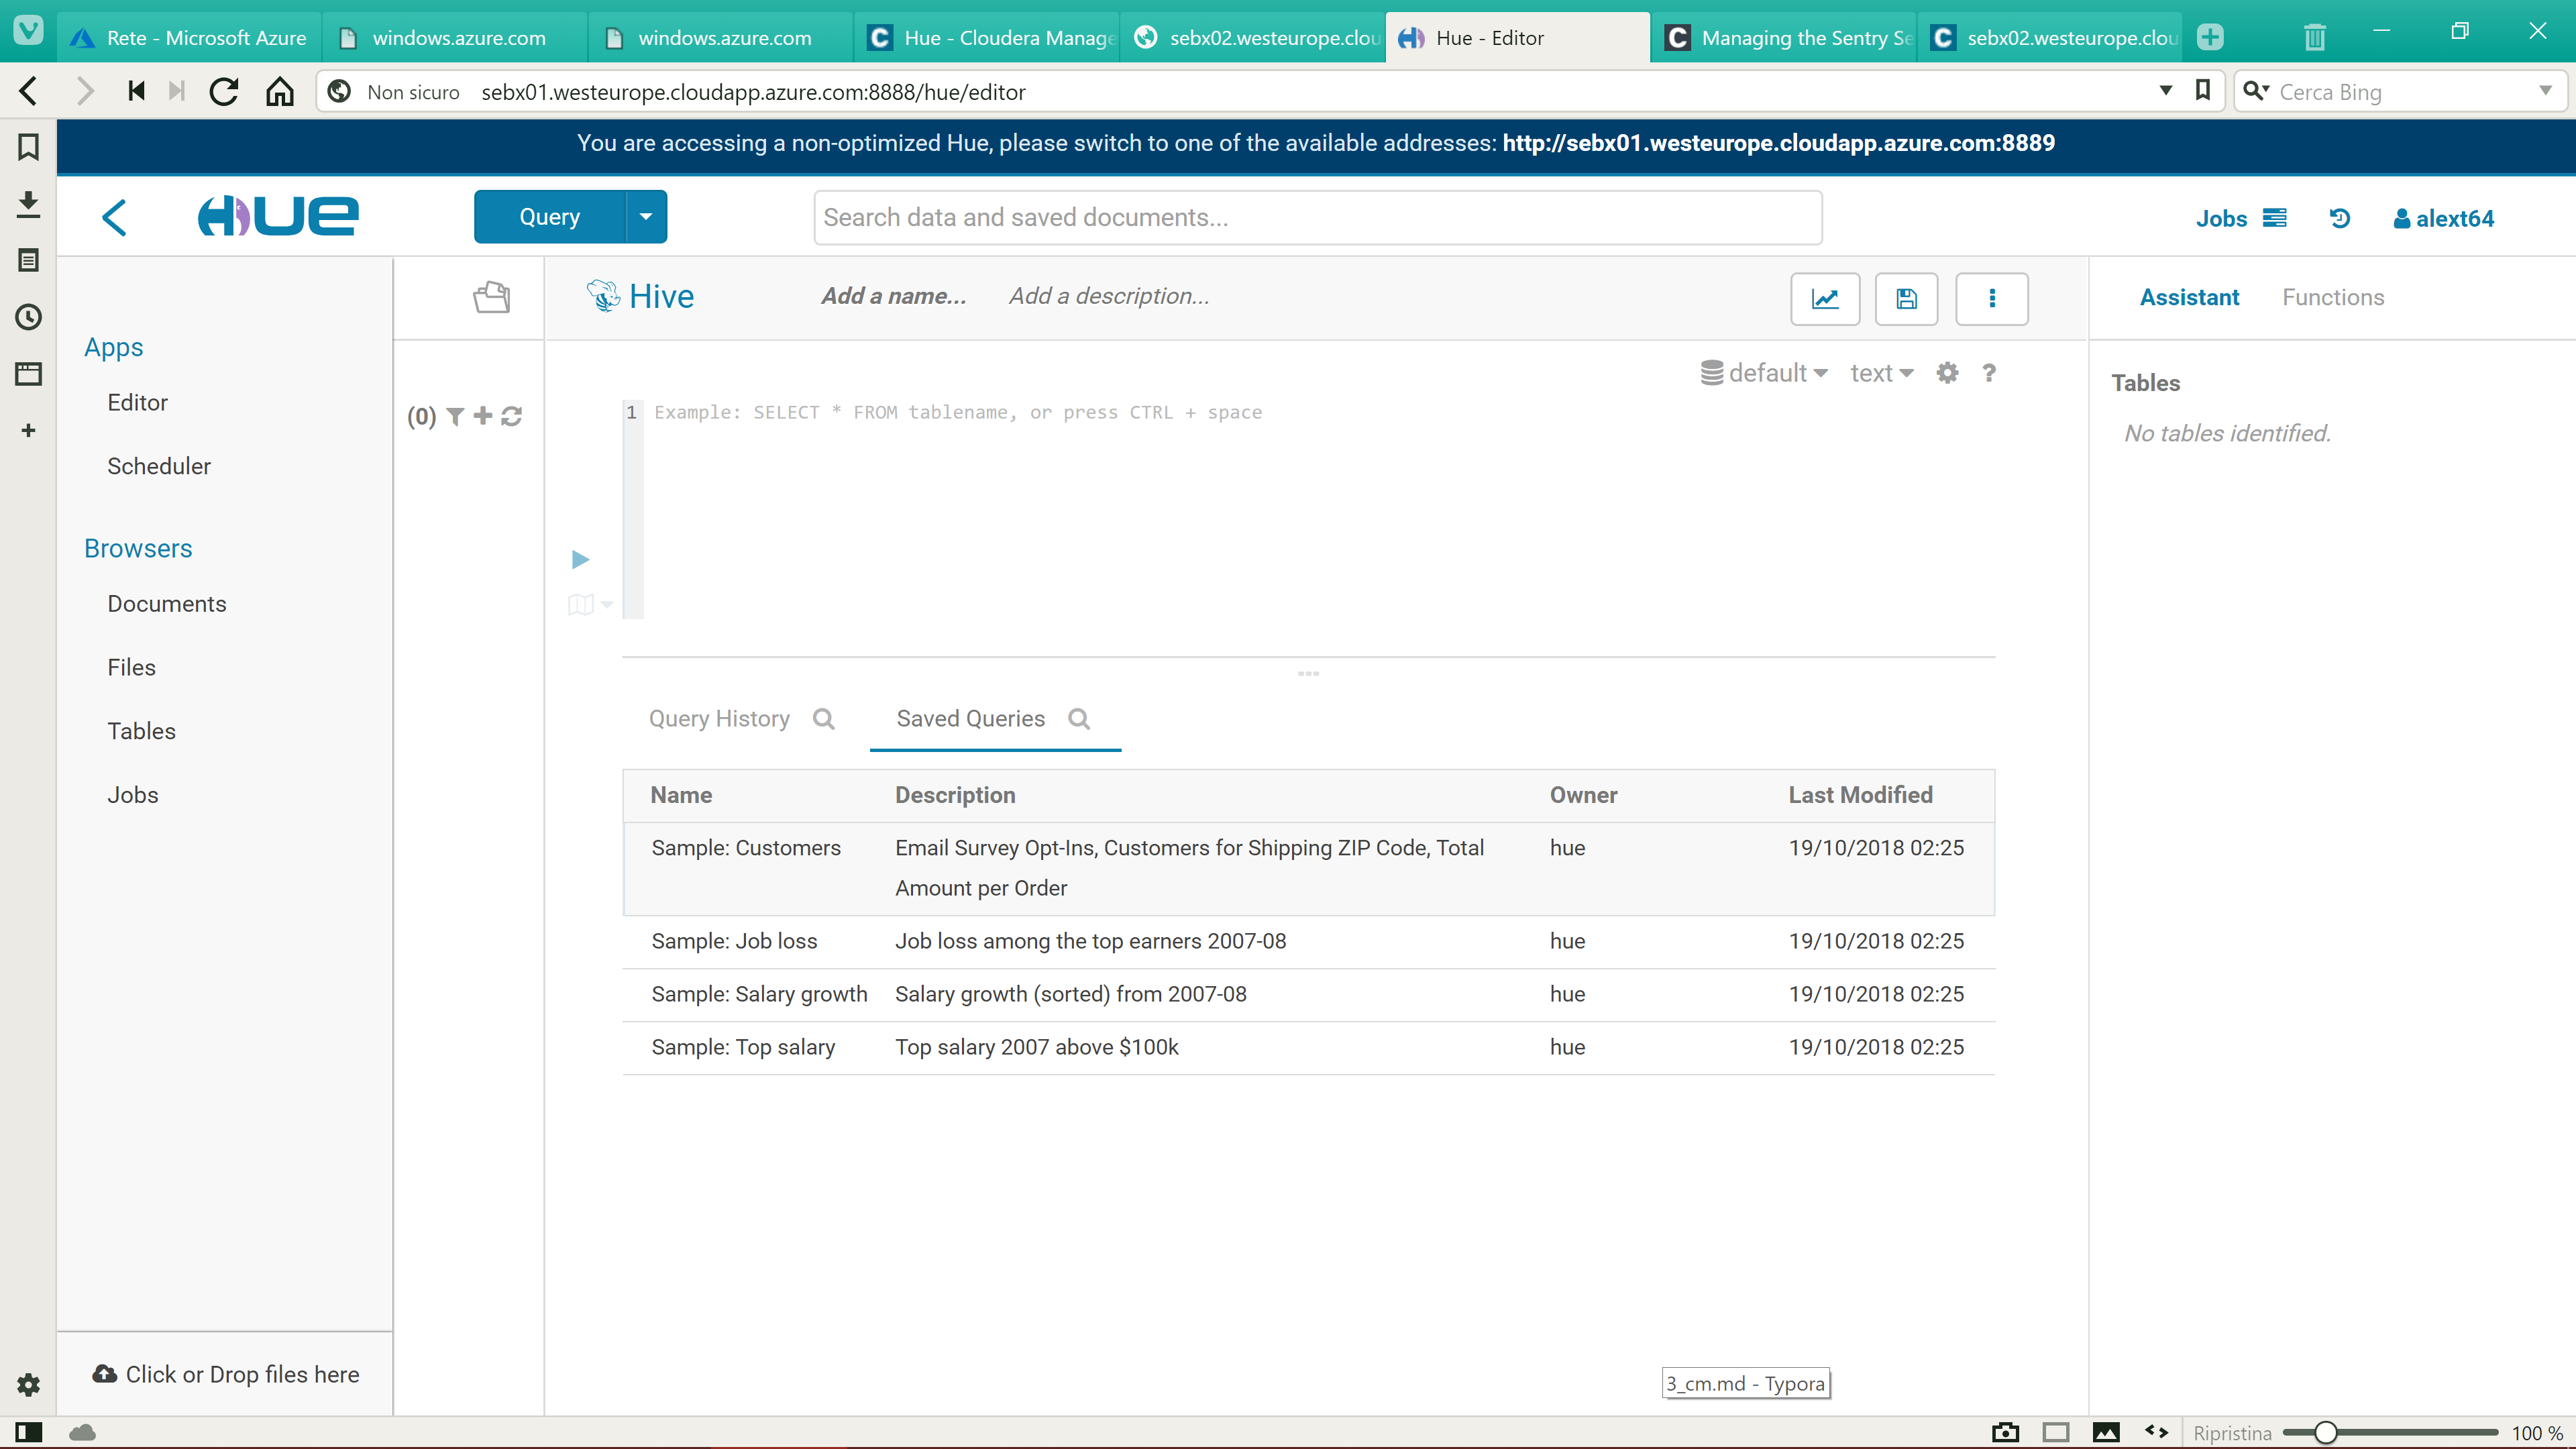 Rete - Microsoft Azure
windows.azure.com
windows.azure.com
Hue - Cloudera Manage
sebx02.westeurope.clou
Hue - Editor
Managing the Sentry Se
sebx02.westeurope.clou
Non sicuro sebx01.westeurope.cloudapp.azure.com:8888/hue/editor
Cerca Bing
You are accessing a non-optimized Hue, please switch to one of the available addresses: http://sebx01.westeurope.cloudapp.azure.com:8889
HUE
Query
Search data and saved documents...
Jobs
alext64
Apps
Editor
Scheduler
Browsers
Documents
Files
Tables
Jobs
Click or Drop files here
(0)
Hive
Add a name...
Add a description...
default
text
?
1 Example: SELECT * FROM tablename, or press CTRL + space
Query History
Saved Queries
Name Description Owner Last Modified
Sample: Customers Email Survey Opt-Ins, Customers for Shipping ZIP Code, Total hue 19/10/2018 02:25
Amount per Order
Sample: Job loss Job loss among the top earners 2007-08 hue 19/10/2018 02:25
Sample: Salary growth Salary growth (sorted) from 2007-08 hue 19/10/2018 02:25
Sample: Top salary Top salary 2007 above $100k hue 19/10/2018 02:25
Assistant
Functions
Tables
No tables identified.
3_cm.md - Typora
Ripristina
100 %